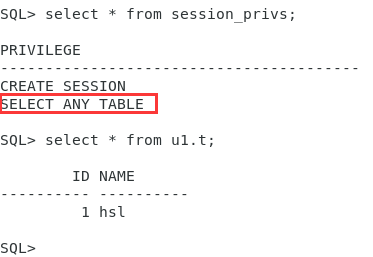 SQL> select * from session_privs;
PRIVILEGE
----------------------------------------
CREATE SESSION
SELECT ANY TABLE
SQL> select * from u1.t;
        ID NAME
---------- ----------
         1 hsl
SQL>